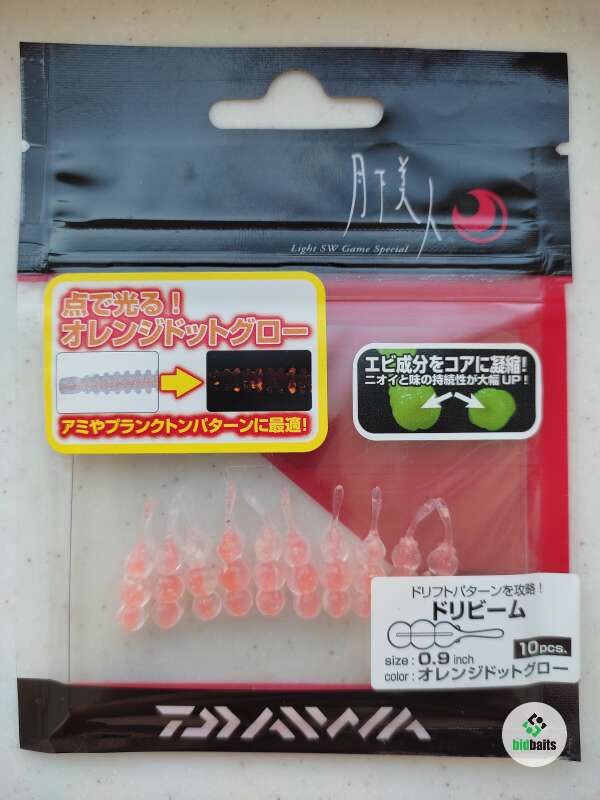 月下美人
Light SW Game Special
点で光る!
オレンジドットグロー
アミやプランクトンパターンに最適!
エビ成分をコアに凝縮!
ニオイと味の持続性が大幅UP!
ドリフトパターンを攻略!
ドリビーム
10pcs.
size : 0.9 inch
color : オレンジドットグロー
DAIWA
bidbaits